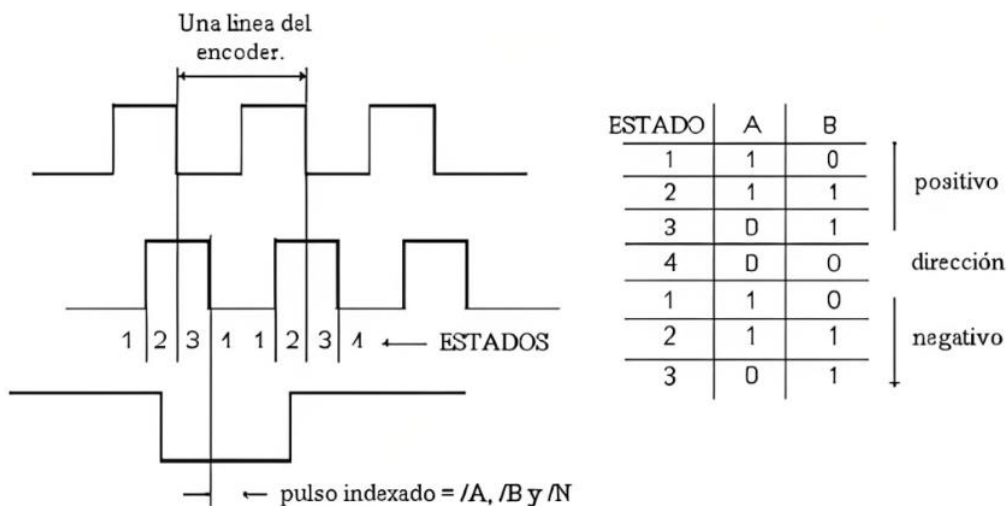 Una linea del
encoder.
1 2 3 1 1 2 3 1 ← ESTADOS
← pulso indexado = /A, /B y /N
ESTADO A B
1 1 0
2 1 1
3 D 1
4 D 0
1 1 0
2 1 1
3 0 1
positivo
dirección
negativo